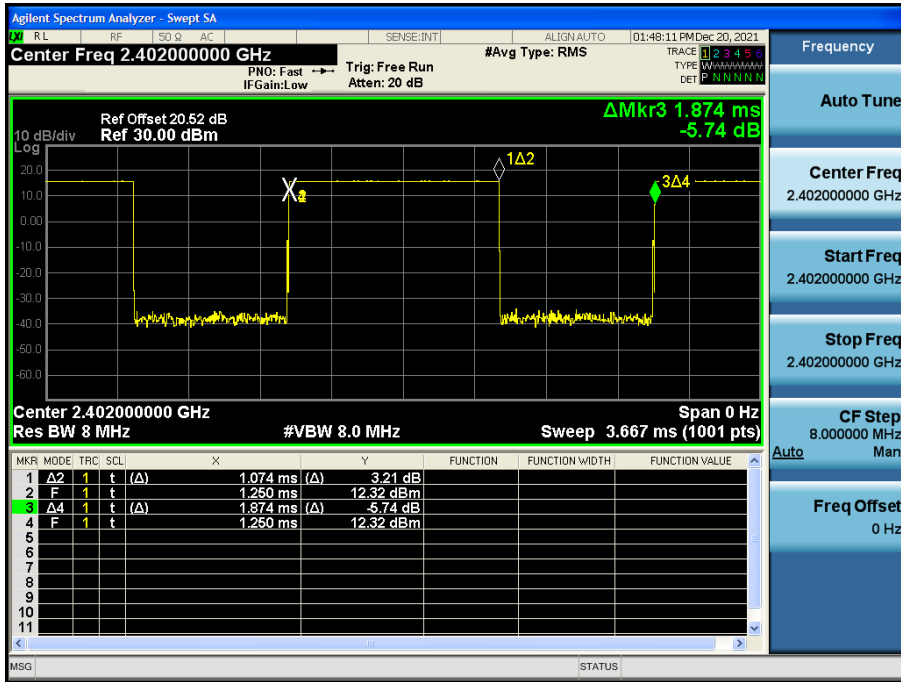 Agilent Spectrum Analyzer - Swept SA
LXI RL RF 50 Ω AC SENSE:INT ALIGN AUTO 01:48:11 PM Dec 20, 2021
Center Freq 2.402000000 GHz #Avg Type: RMS TRACE 1 2 3 4 5 6
PNO: Fast Trig: Free Run TYPE WWWWWW
IFGain:Low Atten: 20 dB DET P N N N N N
ΔMkr3 1.874 ms
-5.74 dB
Ref Offset 20.52 dB
10 dB/div Ref 30.00 dBm
Log
20.0
10.0
0.00
-10.0
-20.0
-30.0
-40.0
-50.0
-60.0
1Δ2
3Δ4
Center 2.402000000 GHz Span 0 Hz
Res BW 8 MHz #VBW 8.0 MHz Sweep 3.667 ms (1001 pts)
MKR MODE TRC SCL X Y FUNCTION FUNCTION WIDTH FUNCTION VALUE
1 Δ2 1 t (Δ) 1.074 ms (Δ) 3.21 dB
2 F 1 t 1.250 ms 12.32 dBm
3 Δ4 1 t (Δ) 1.874 ms (Δ) -5.74 dB
4 F 1 t 1.250 ms 12.32 dBm
5
6
7
8
9
10
11
MSG STATUS
Frequency
Auto Tune
Center Freq
2.402000000 GHz
Start Freq
2.402000000 GHz
Stop Freq
2.402000000 GHz
CF Step
8.000000 MHz
Auto Man
Freq Offset
0 Hz